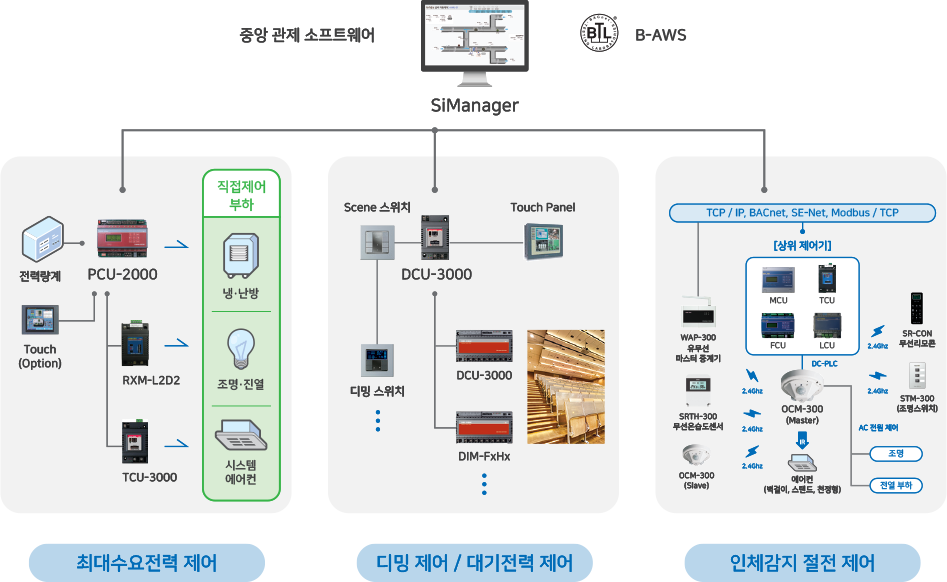 중앙 관제 소프트웨어
BTL
B-AWS
SiManager
직접제어
부하
전력량계
PCU-2000
냉·난방
Touch
(Option)
RXM-L2D2
조명·진열
TCU-3000
시스템
에어컨
최대수요전력 제어
Scene 스위치
Touch Panel
DCU-3000
디밍 스위치
DCU-3000
DIM-FxHx
디밍 제어 / 대기전력 제어
TCP / IP, BACnet, SE-Net, Modbus / TCP
[상위 제어기]
MCU
TCU
FCU
LCU
WAP-300
유무선
마스터 중계기
2.4Ghz
SR-CON
무선리모콘
DC-PLC
SRTH-300
무선온습도센서
2.4Ghz
OCM-300
(Master)
2.4Ghz
STM-300
(조명스위치)
2.4Ghz
AC 전원 제어
OCM-300
(Slave)
2.4Ghz
IR
에어컨
(벽걸이, 스탠드, 천정형)
조명
전열 부하
인체감지 절전 제어